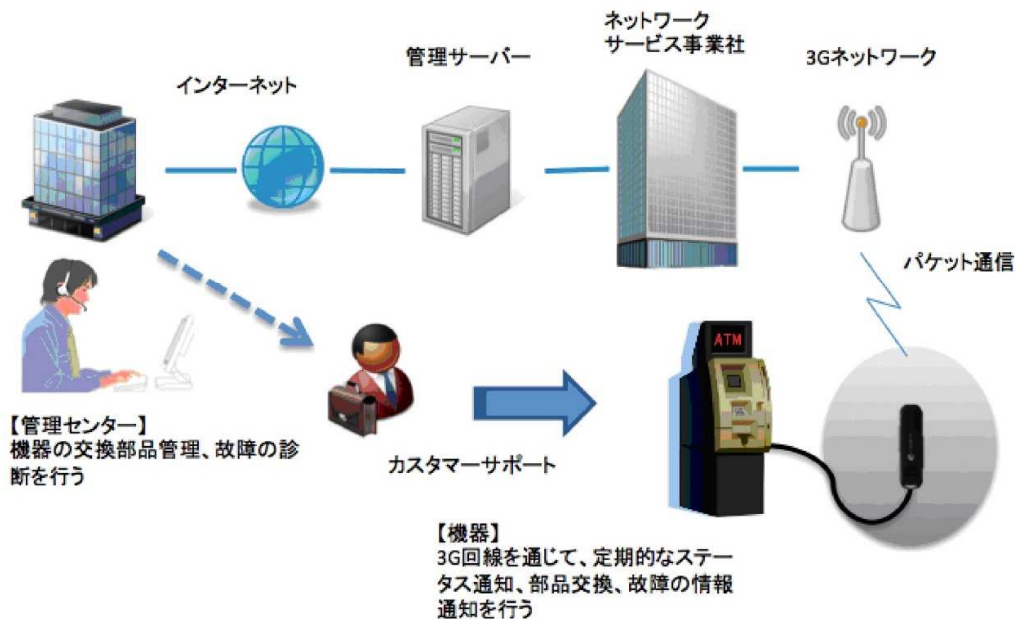 ネットワーク
サービス事業社
管理サーバー
3Gネットワーク
インターネット
パケット通信
ATM
【管理センター】
機器の交換部品管理、故障の診
断を行う
カスタマーサポート
【機器】
3G回線を通じて、定期的なステー
タス通知、部品交換、故障の情報
通知を行う